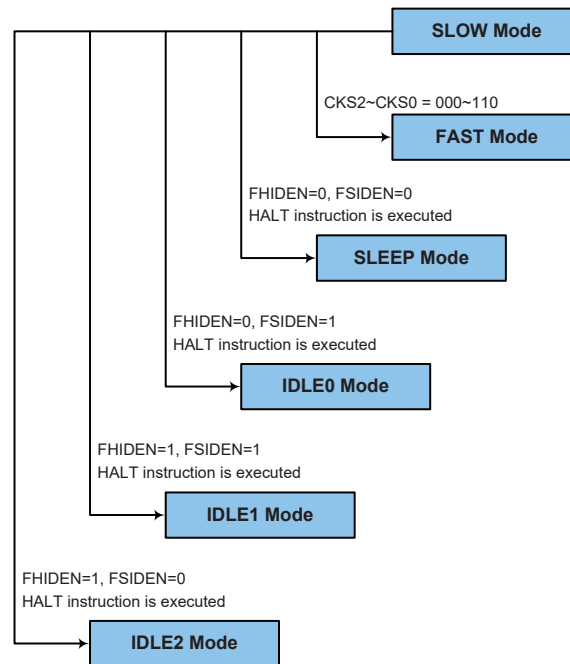 SLOW Mode
CKS2~CKS0 = 000~110
FAST Mode
FHIDEN=0, FSIDEN=0
HALT instruction is executed
SLEEP Mode
FHIDEN=0, FSIDEN=1
HALT instruction is executed
IDLE0 Mode
FHIDEN=1, FSIDEN=1
HALT instruction is executed
IDLE1 Mode
FHIDEN=1, FSIDEN=0
HALT instruction is executed
IDLE2 Mode